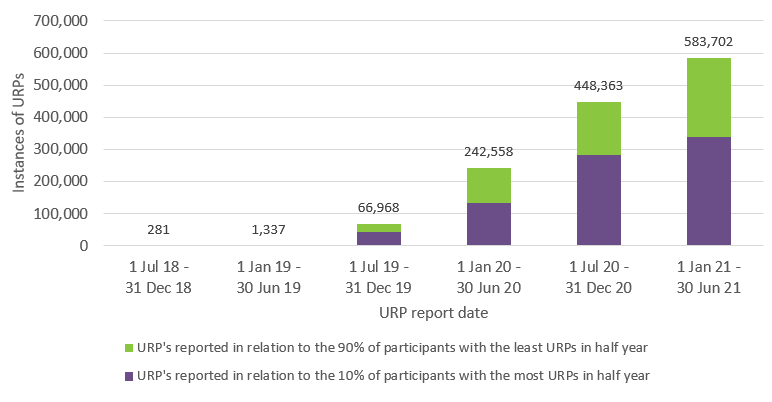 700,000
600,000
500,000
400,000
300,000
200,000
100,000
0
Instances of URPs
281
1,337
66,968
242,558
448,363
583,702
1 Jul 18 -
31 Dec 18
1 Jan 19 -
30 Jun 19
1 Jul 19 -
31 Dec 19
1 Jan 20 -
30 Jun 20
1 Jul 20 -
31 Dec 20
1 Jan 21 -
30 Jun 21
URP report date
URP's reported in relation to the 90% of participants with the least URPs in half year
URP's reported in relation to the 10% of participants with the most URPs in half year